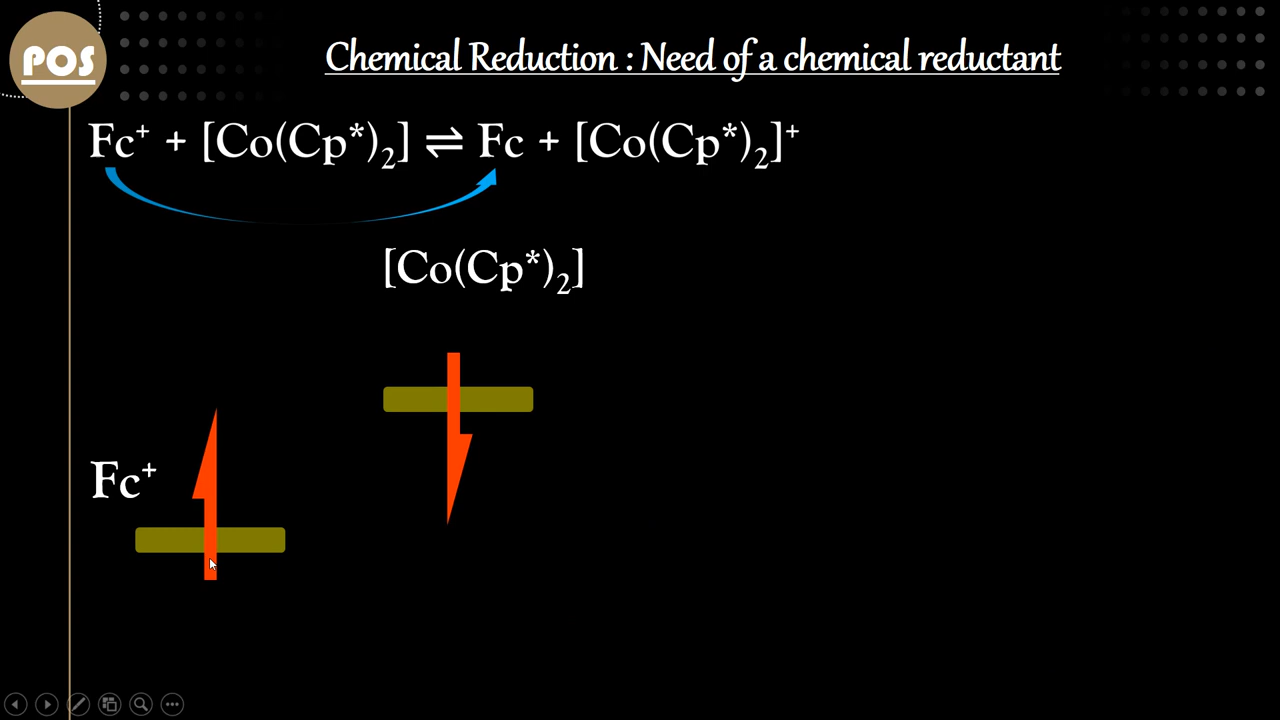 POS
Chemical Reduction : Need of a chemical reductant
Fc⁺ + [Co(Cp*)₂] ⇌ Fc + [Co(Cp*)₂]⁺
[Co(Cp*)₂]
Fc⁺